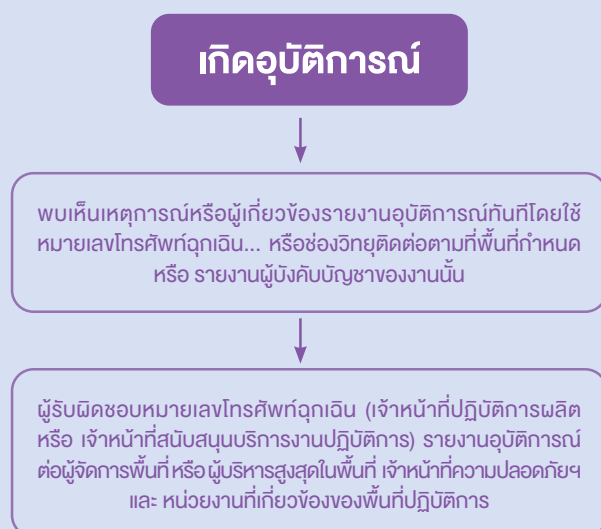 เกิดอุบัติการณ์
พบเห็นเหตุการณ์หรือผู้เกี่ยวข้องรายงานอุบัติการณ์ทันทีโดยใช้
หมายเลขโทรศัพท์ฉุกเฉิน... หรือช่องวิทยุติดต่อตามที่พื้นที่กำหนด
หรือ รายงานผู้บังคับบัญชาของงานนั้น
ผู้รับผิดชอบหมายเลขโทรศัพท์ฉุกเฉิน (เจ้าหน้าที่ปฏิบัติการผลิต
หรือ เจ้าหน้าที่สนับสนุนบริการงานปฏิบัติการ) รายงานอุบัติการณ์
ต่อผู้จัดการพื้นที่ หรือ ผู้บริหารสูงสุดในพื้นที่ เจ้าหน้าที่ความปลอดภัยฯ
และ หน่วยงานที่เกี่ยวข้องของพื้นที่ปฏิบัติการ